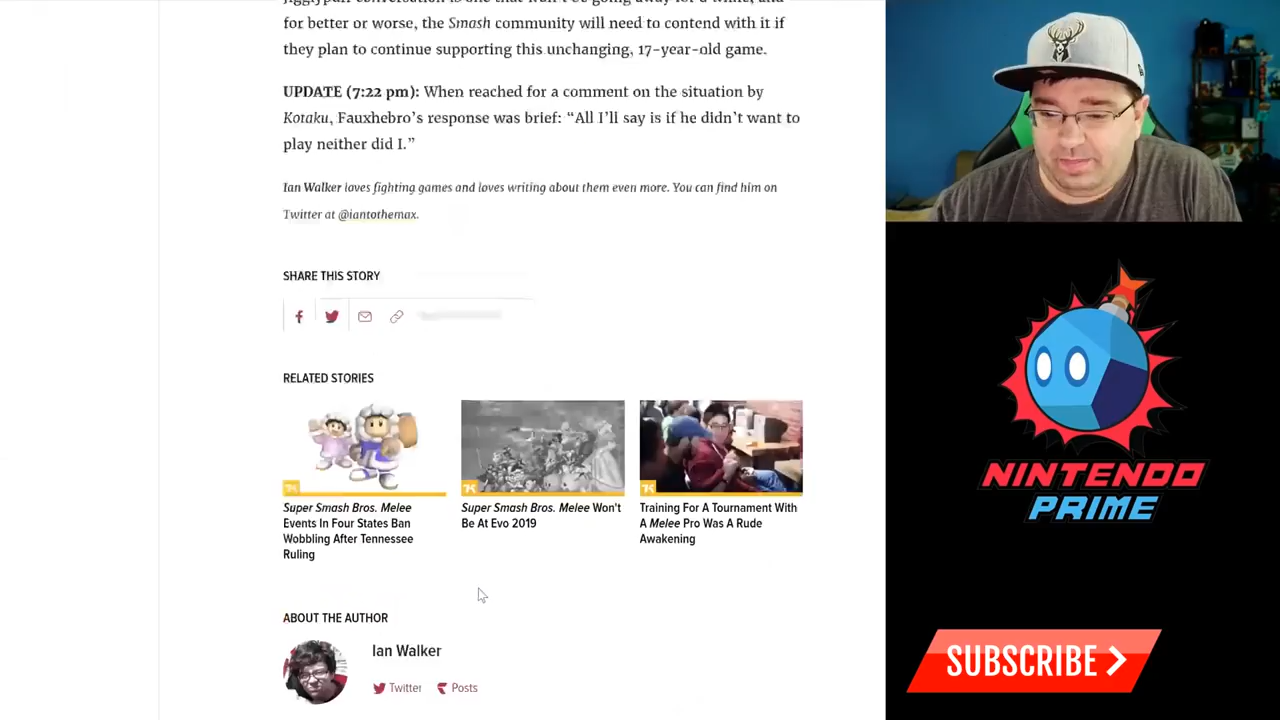 for better or worse, the Smash community will need to contend with it if
they plan to continue supporting this unchanging, 17-year-old game.
UPDATE (7:22 pm): When reached for a comment on the situation by
Kotaku, Fauxhebro's response was brief: “All I’ll say is if he didn’t want to
play neither did I.”
Ian Walker loves fighting games and loves writing about them even more. You can find him on
Twitter at @iantothemax.
SHARE THIS STORY
RELATED STORIES
Super Smash Bros. Melee
Events In Four States Ban
Wobbling After Tennessee
Ruling
Super Smash Bros. Melee Won't
Be At Evo 2019
Training For A Tournament With
A Melee Pro Was A Rude
Awakening
ABOUT THE AUTHOR
Ian Walker
Twitter
Posts
NINTENDO
PRIME
SUBSCRIBE